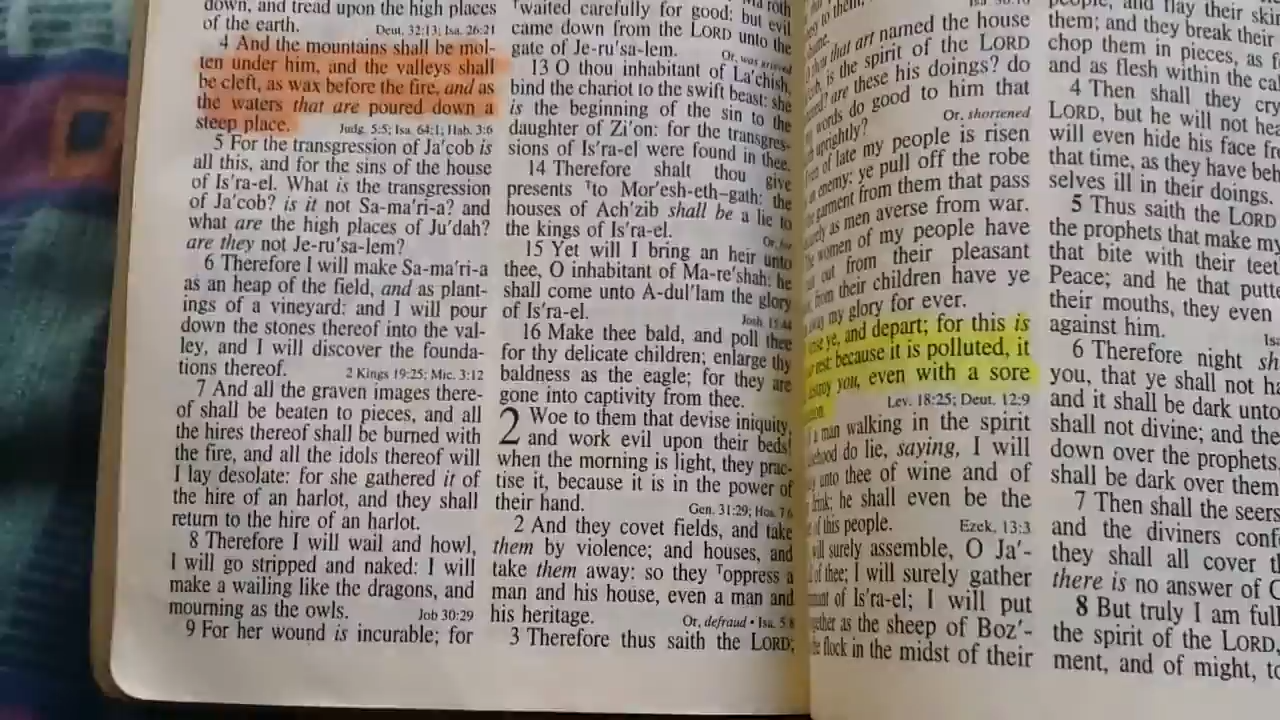 down, and tread upon the high places
of the earth. Deut. 32:13; Isa. 26:21
4 And the mountains shall be mol-
ten under him, and the valleys shall
be cleft, as wax before the fire, and as
the waters that are poured down a
steep place. Judg. 5:5; Isa. 64:1; Hab. 3:6
5 For the transgression of Ja'cob is
all this, and for the sins of the house
of Is'ra-el. What is the transgression
of Ja'cob? is it not Sa-ma'ri-a? and
what are the high places of Ju'dah?
are they not Je-ru'sa-lem?
6 Therefore I will make Sa-ma'ri-a
as an heap of the field, and as plant-
ings of a vineyard: and I will pour
down the stones thereof into the val-
ley, and I will discover the founda-
tions thereof. 2 Kings 19:25; Mic. 3:12
7 And all the graven images there-
of shall be beaten to pieces, and all
the hires thereof shall be burned with
the fire, and all the idols thereof will
I lay desolate: for she gathered it of
the hire of an harlot, and they shall
return to the hire of an harlot.
8 Therefore I will wail and howl,
I will go stripped and naked: I will
make a wailing like the dragons, and
mourning as the owls. Job 30:29
9 For her wound is incurable; for
waited carefully for good; but evil
came down from the LORD unto the
gate of Je-ru'sa-lem. Or, was grieved
13 O thou inhabitant of La'chish,
bind the chariot to the swift beast: she
is the beginning of the sin to the
daughter of Zi'on: for the transgres-
sions of Is'ra-el were found in thee.
14 Therefore shalt thou give
presents to Mor'esh-eth-gath: the
houses of Ach'zib shall be a lie to
the kings of Is'ra-el. Or, for
15 Yet will I bring an heir unto
thee, O inhabitant of Ma-re'shah: he
shall come unto A-dul'lam the glory
of Is'ra-el. Josh. 15:44
16 Make thee bald, and poll thee
for thy delicate children; enlarge thy
baldness as the eagle; for they are
gone into captivity from thee.
2 Woe to them that devise iniquity,
and work evil upon their beds!
when the morning is light, they prac-
tise it, because it is in the power of
their hand. Gen. 31:29; Hos. 7:6
2 And they covet fields, and take
them by violence; and houses, and
take them away: so they oppress a
man and his house, even a man and
his heritage. Or, defraud • Isa. 5:8
3 Therefore thus saith the LORD;
to them.
thou that art named the house
is the spirit of the LORD
are these his doings? do
words do good to him that
uprightly? Or, shortened
of late my people is risen
enemy: ye pull off the robe
garment from them that pass
as men averse from war.
women of my people have
out from their pleasant
from their children have ye
away my glory for ever.
ye, and depart; for this is
rest: because it is polluted, it
destroy you, even with a sore
Lev. 18:25; Deut. 12:9
a man walking in the spirit
do lie, saying, I will
unto thee of wine and of
drink; he shall even be the
of this people. Ezek. 13:3
will surely assemble, O Ja'-
of thee; I will surely gather
of Is'ra-el; I will put
as the sheep of Boz'-
flock in the midst of their
people, and flay their
them; and they break their
chop them in pieces, as
and as flesh within the
4 Then shall they cry
LORD, but he will not
will even hide his face
that time, as they have
selves ill in their doings.
5 Thus saith the LORD
the prophets that make my
that bite with their
Peace; and he that
their mouths, they even
against him.
6 Therefore night
you, that ye shall not
and it shall be dark unto
shall not divine; and the
down over the prophets,
shall be dark over them
7 Then shall the seers
and the diviners
they shall all cover
there is no answer of
8 But truly I am full
the spirit of the LORD,
ment, and of might,